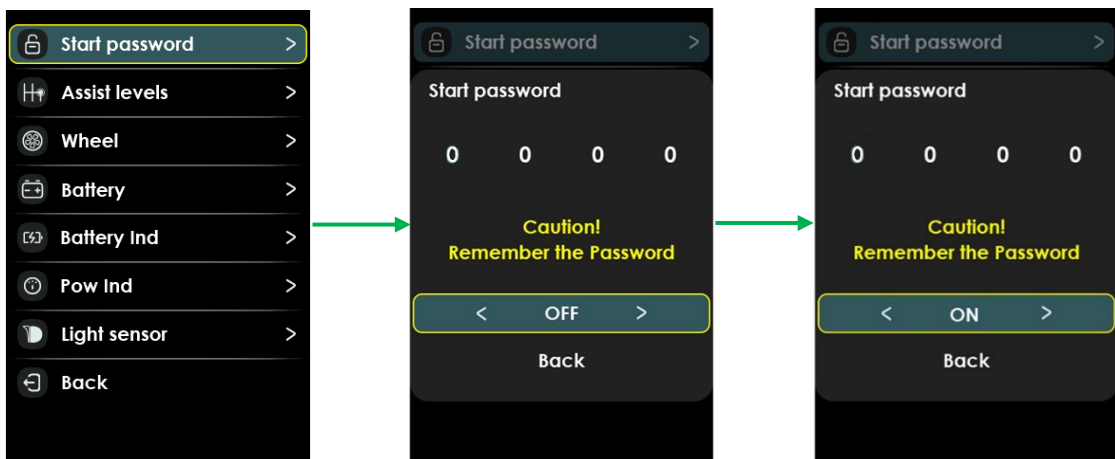 Start password >
Assist levels >
Wheel >
Battery >
Battery Ind >
Pow Ind >
Light sensor >
Back
Start password >
Start password
0 0 0 0
Caution!
Remember the Password
< OFF >
Back
Start password >
Start password
0 0 0 0
Caution!
Remember the Password
< ON >
Back